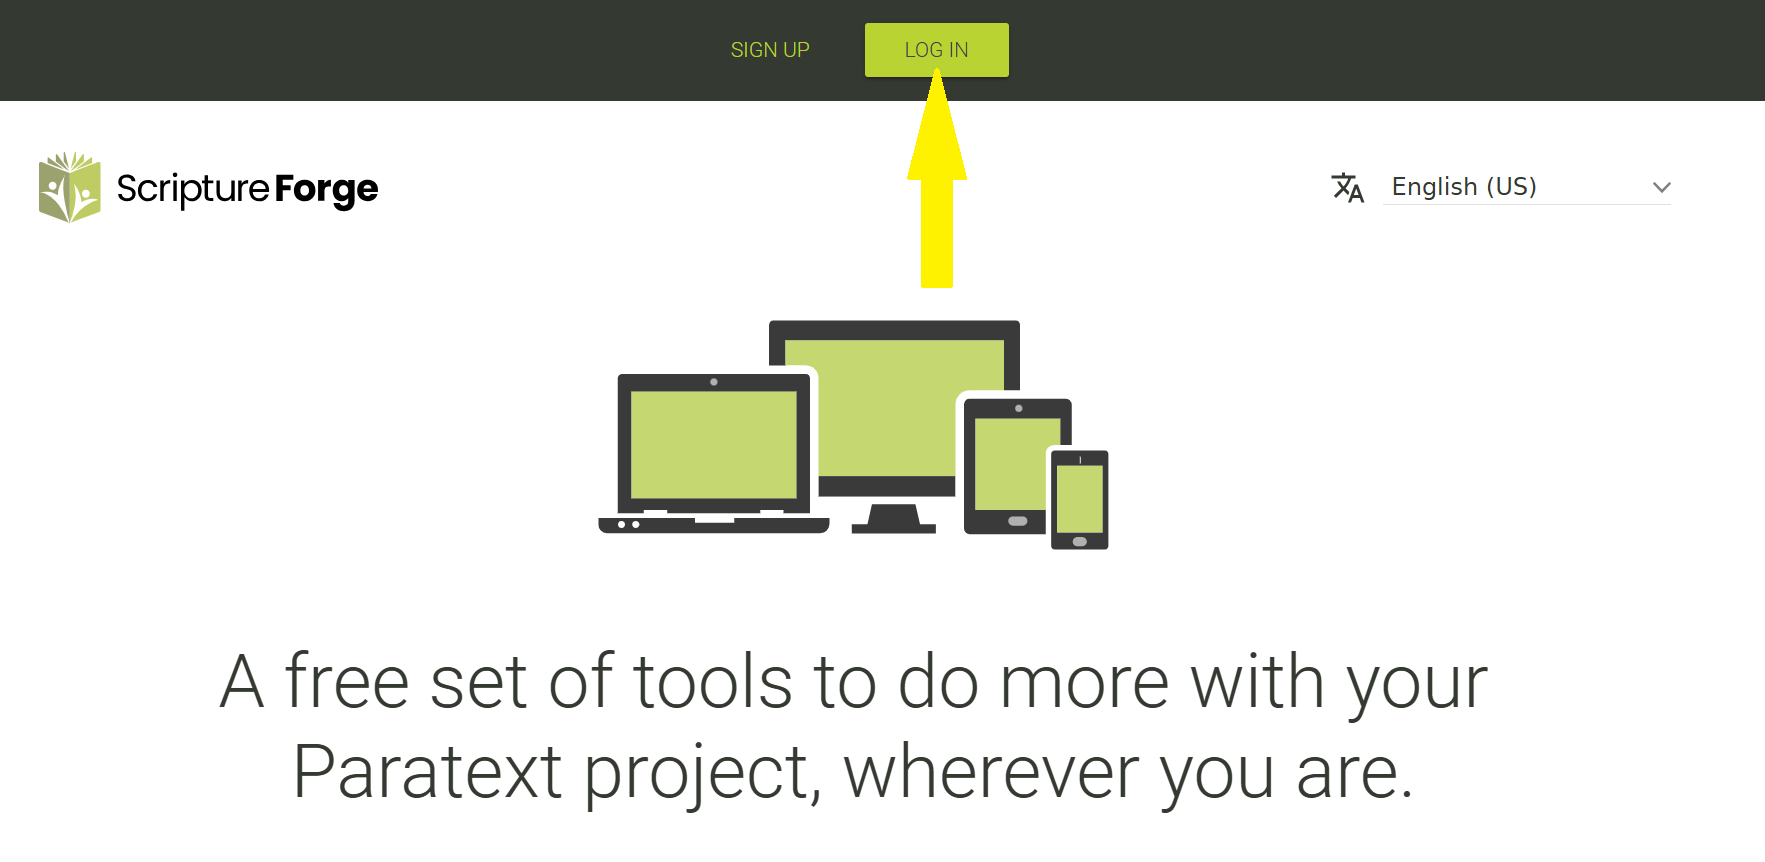 SIGN UP
LOG IN
Scripture Forge
English (US)
A free set of tools to do more with your
Paratext project, wherever you are.